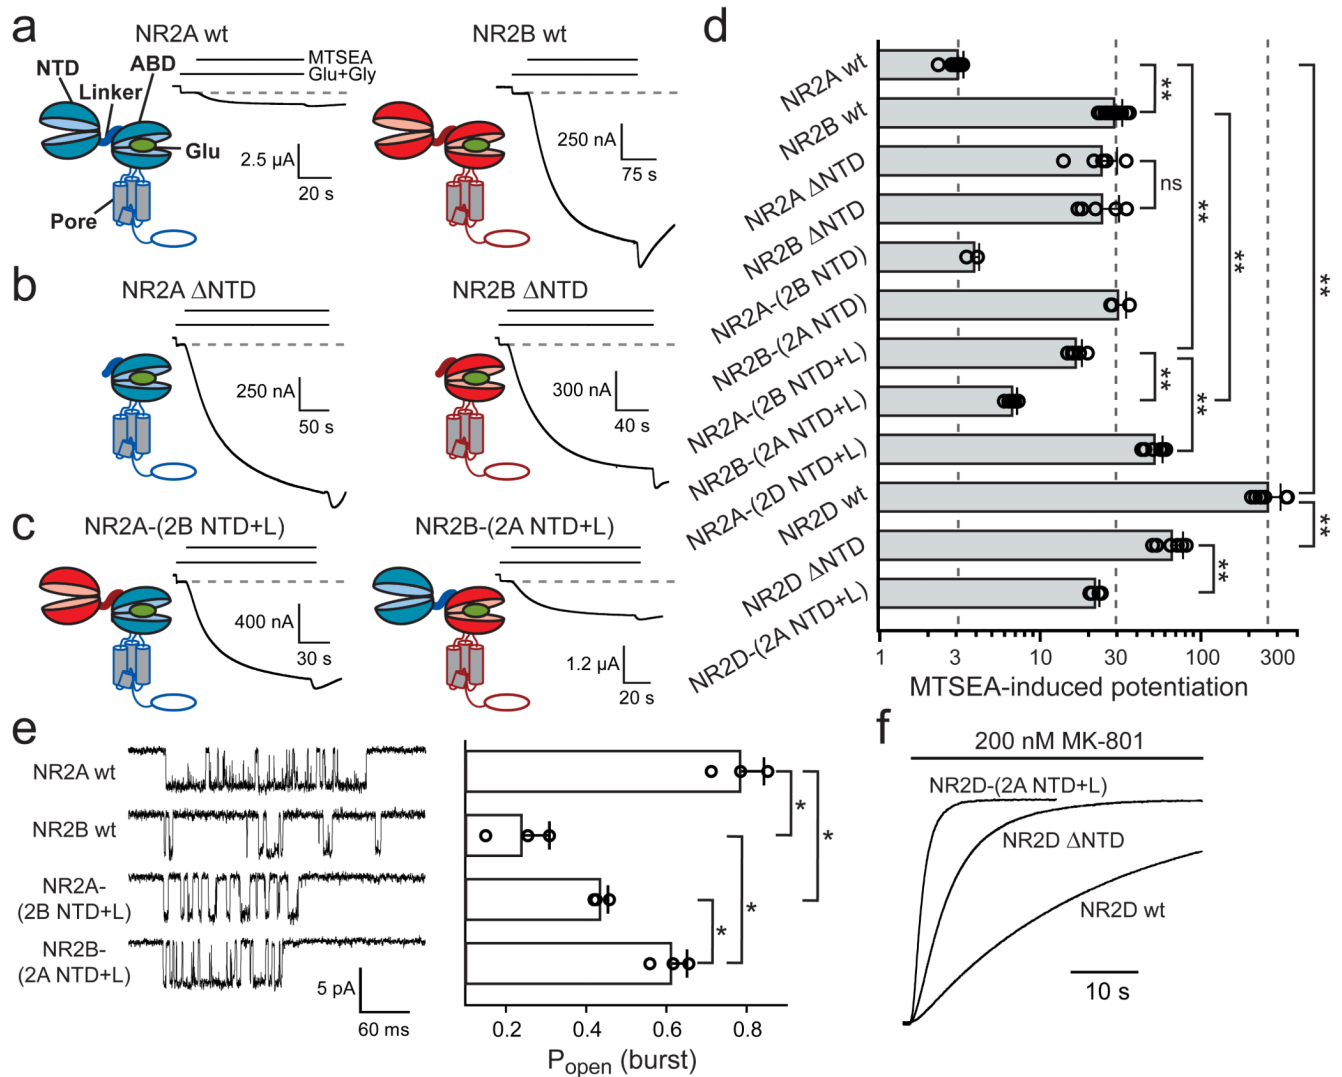 a
NR2A wt
NTD
ABD
Linker
Glu
Pore
MTSEA
Glu+Gly
2.5 µA
20 s
NR2B wt
250 nA
75 s
b
NR2A ΔNTD
250 nA
50 s
NR2B ΔNTD
300 nA
40 s
c
NR2A-(2B NTD+L)
400 nA
30 s
NR2B-(2A NTD+L)
1.2 µA
20 s
d
NR2A wt
NR2B wt
NR2A ΔNTD
NR2B ΔNTD
NR2A-(2B NTD)
NR2B-(2A NTD)
NR2A-(2B NTD+L)
NR2B-(2A NTD+L)
NR2A-(2D NTD+L)
NR2D wt
NR2D ΔNTD
NR2D-(2A NTD+L)
**
ns
**
**
**
**
**
**
**
1 3 10 30 100 300
MTSEA-induced potentiation
e
NR2A wt
NR2B wt
NR2A-
(2B NTD+L)
NR2B-
(2A NTD+L)
5 pA
60 ms
*
*
*
*
0.2 0.4 0.6 0.8
Popen (burst)
f
200 nM MK-801
NR2D-(2A NTD+L)
NR2D ΔNTD
NR2D wt
10 s